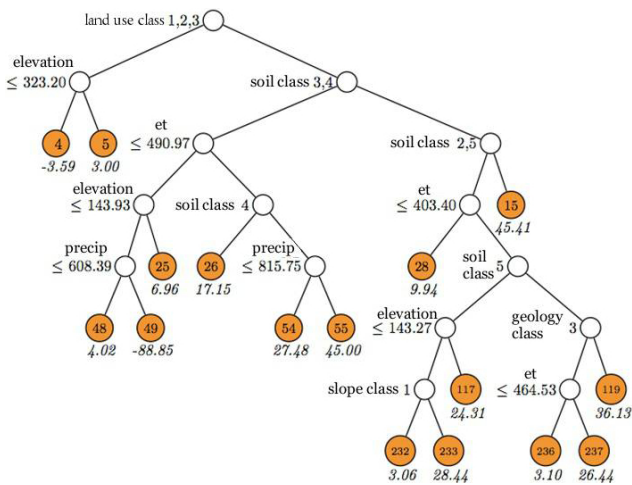 land use class 1,2,3
elevation
≤ 323.20
soil class 3,4
4
5
-3.59
3.00
et
≤ 490.97
soil class 2,5
elevation
≤ 143.93
soil class 4
et
≤ 403.40
15
45.41
precip
≤ 608.39
25
6.96
26
17.15
precip
≤ 815.75
28
9.94
soil
class 5
48
4.02
49
-88.85
54
27.48
55
45.00
elevation
≤ 143.27
geology
class 3
slope class 1
117
24.31
et
≤ 464.53
119
36.13
232
3.06
233
28.44
236
3.10
237
26.44